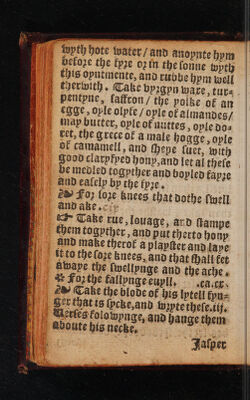 wyth hote water / and anoynte hym
before the fyre or in the sonne wyth
this oyntmente, and rubbe hym well
therwith. Take vyrgyn waxe, tur-
pentyne, saffron / the yolke of an
egge, oyle olyfe / oyle of almandes /
may butter, oyle of nuttes, oyle do-
ret, the grece of a male hogge, oyle
of camamell, and shepe suet, with
good claryfyed hony, and let al these
be medled togyther and boyled fayre
and easely by the fyre.
❧ For sore knees that dothe swell
and ake.
☞ Take rue, louage, and stampe
them togyther, and put therto hony
and make therof a playster and laye
it to the sore knees, and that shall set
awaye the swellynge and the ache.
For the fallynge euyll. .ca.cx.
❧ Take the blode of his lytell fyn-
ger that is sycke, and wryte these .iij.
Verses folowynge, and hange them
aboute his necke.
Jasper